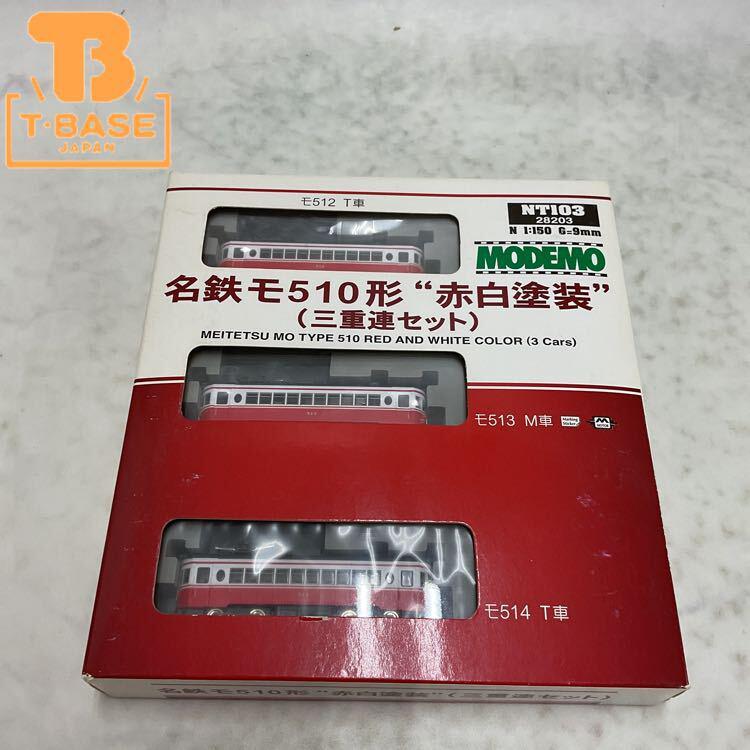 T・BASE
JAPAN
モ512 T車
NT103
28203
N 1:150 G=9mm
MODEMO
名鉄モ510形 “赤白塗装”
(三重連セット)
MEITETSU MO TYPE 510 RED AND WHITE COLOR (3 Cars)
モ513 M車
Marking Sticker
M
MOTOR
モ514 T車
名鉄モ510形 “赤白塗装” (三重連セット)